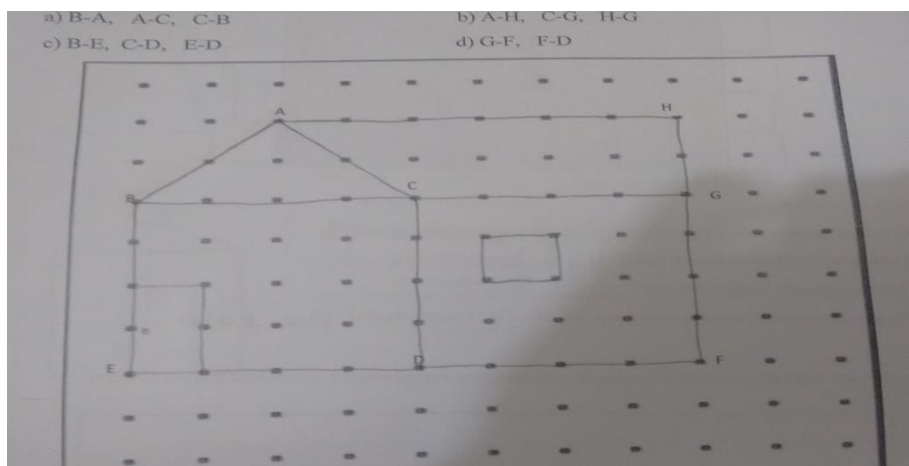 a) B-A, A-C, C-B b) A-H, C-G, H-G
c) B-E, C-D, E-D d) G-F, F-D
A H
B C G
E D F